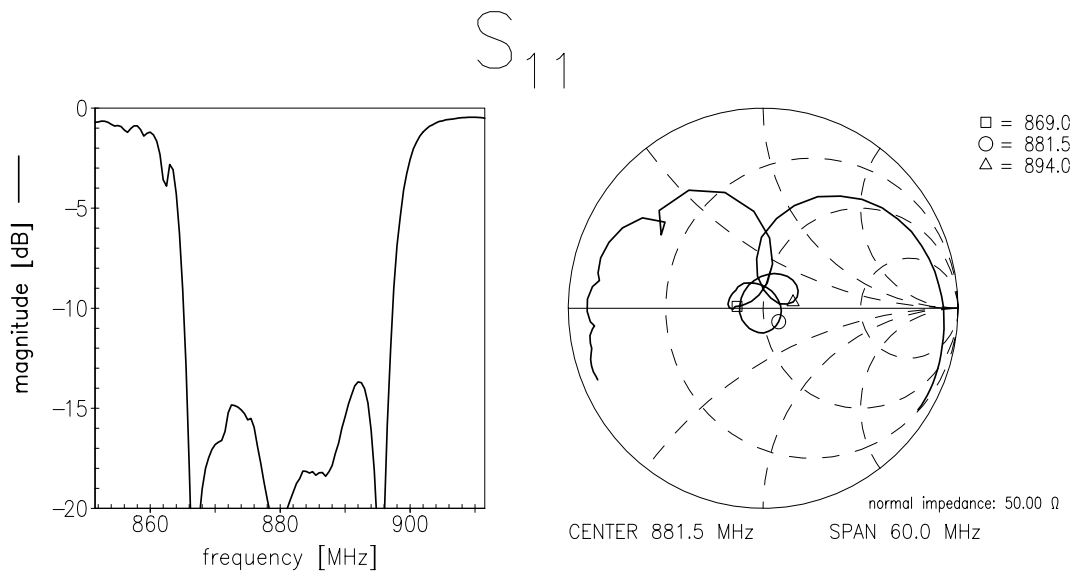 S11
0
−5
−10
−15
−20
860
880
900
magnitude [dB]
frequency [MHz]
= 869.0
= 881.5
= 894.0
normal impedance: 50.00 Ω
CENTER 881.5 MHz
SPAN 60.0 MHz